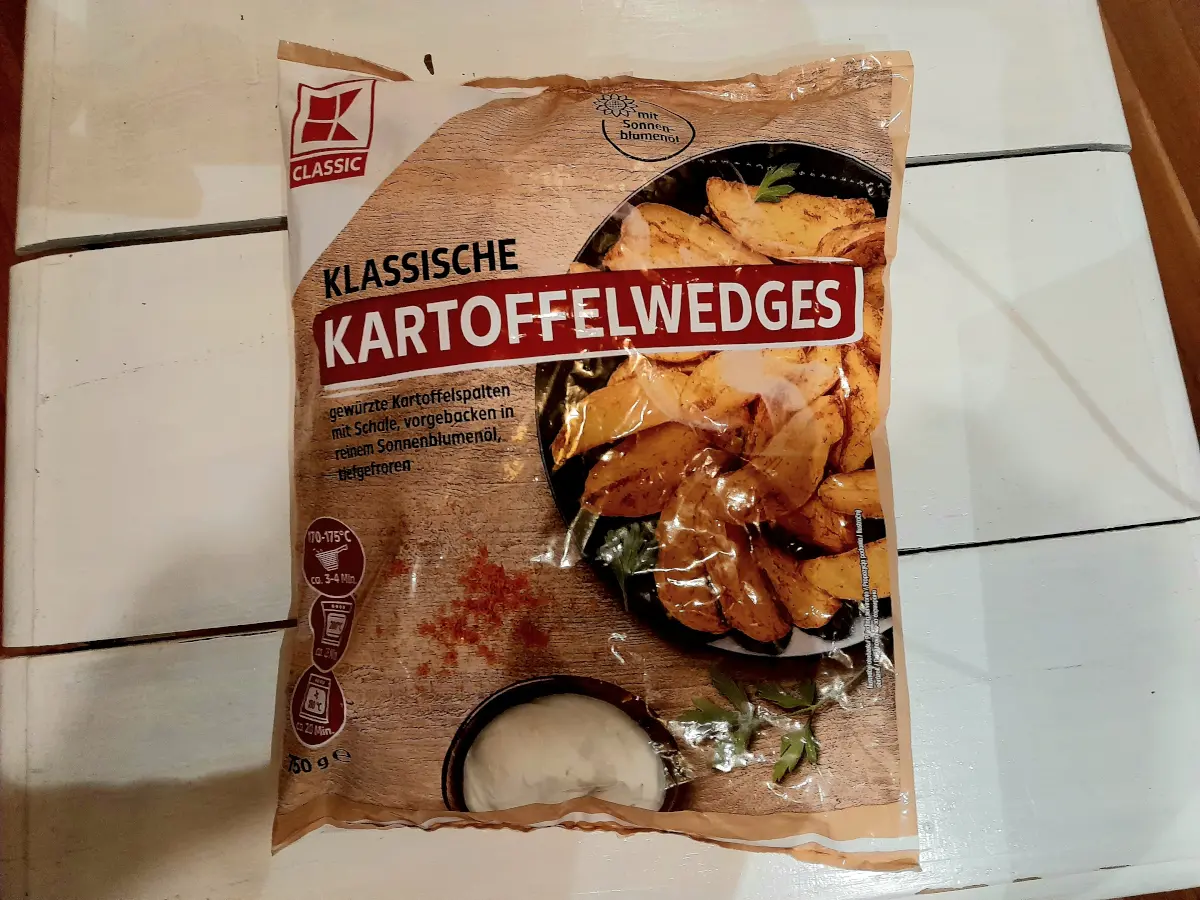 K
CLASSIC
mit
Sonnen-
blumenöl
KLASSISCHE
KARTOFFELWEDGES
gewürzte Kartoffelspalten
mit Schale, vorgebacken in
reinem Sonnenblumenöl,
tiefgefroren
170-175°C
ca. 3-4 Min.
ca. 20 Min.
750 g ℮